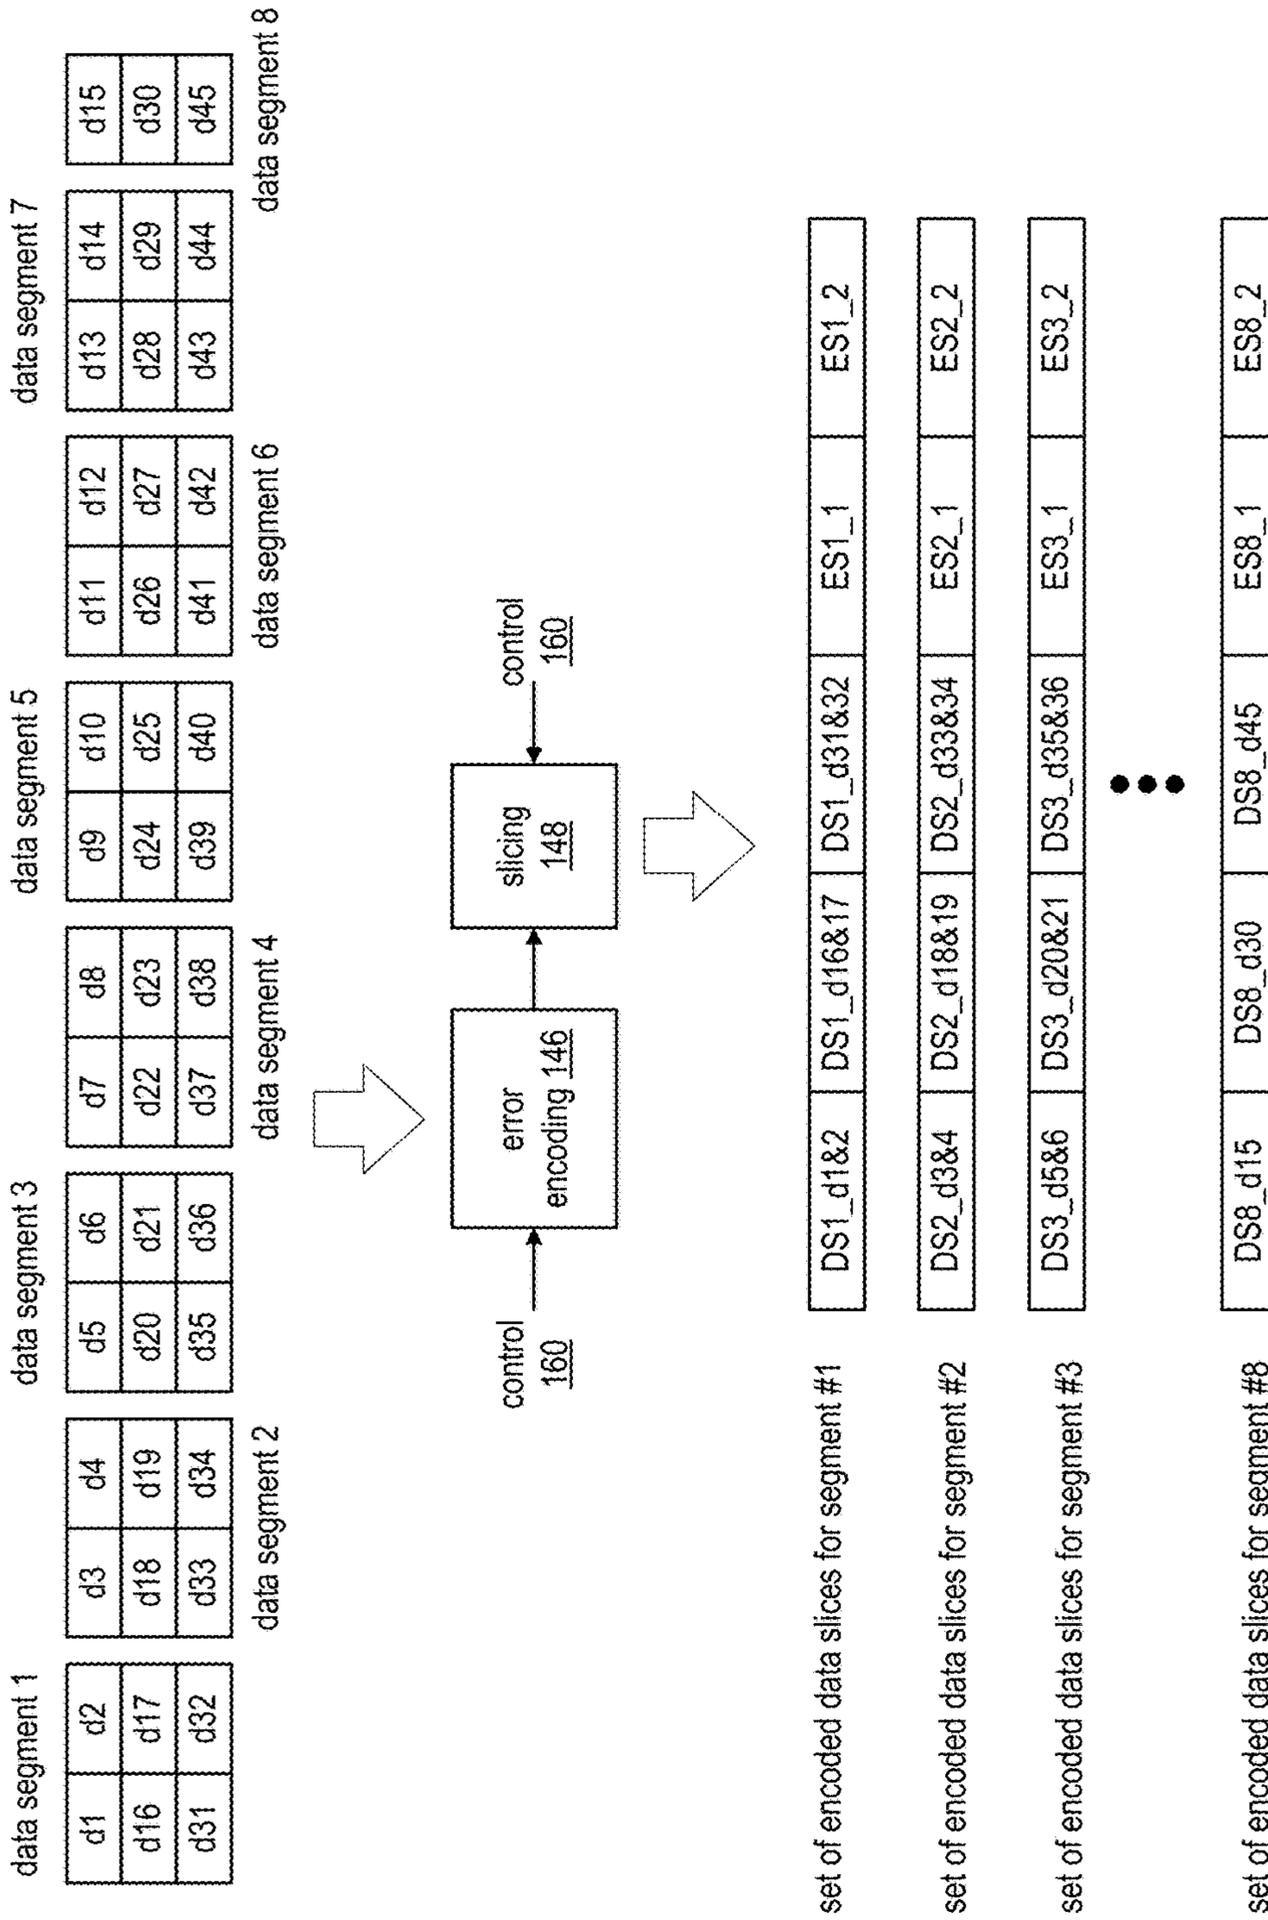 data segment 1
data segment 3
data segment 5
data segment 7
d1 d2 d3 d4 d5 d6 d7 d8 d9 d10 d11 d12 d13 d14 d15
d16 d17 d18 d19 d20 d21 d22 d23 d24 d25 d26 d27 d28 d29 d30
d31 d32 d33 d34 d35 d36 d37 d38 d39 d40 d41 d42 d43 d44 d45
data segment 2
data segment 4
data segment 6
data segment 8
control
160
error
encoding 146
slicing
148
control
160
set of encoded data slices for segment #1
DS1_d1&2 DS1_d16&17 DS1_d31&32 ES1_1 ES1_2
set of encoded data slices for segment #2
DS2_d3&4 DS2_d18&19 DS2_d33&34 ES2_1 ES2_2
set of encoded data slices for segment #3
DS3_d5&6 DS3_d20&21 DS3_d35&36 ES3_1 ES3_2
set of encoded data slices for segment #8
DS8_d15 DS8_d30 DS8_d45 ES8_1 ES8_2